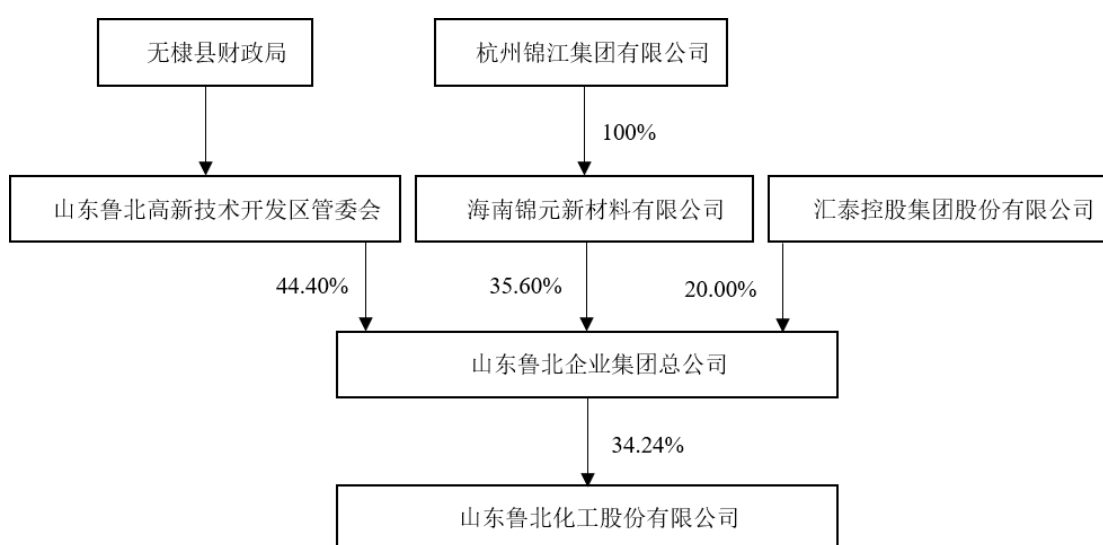 无棣县财政局
杭州锦江集团有限公司
100%
山东鲁北高新技术开发区管委会
海南锦元新材料有限公司
汇泰控股集团股份有限公司
44.40%
35.60%
20.00%
山东鲁北企业集团总公司
34.24%
山东鲁北化工股份有限公司